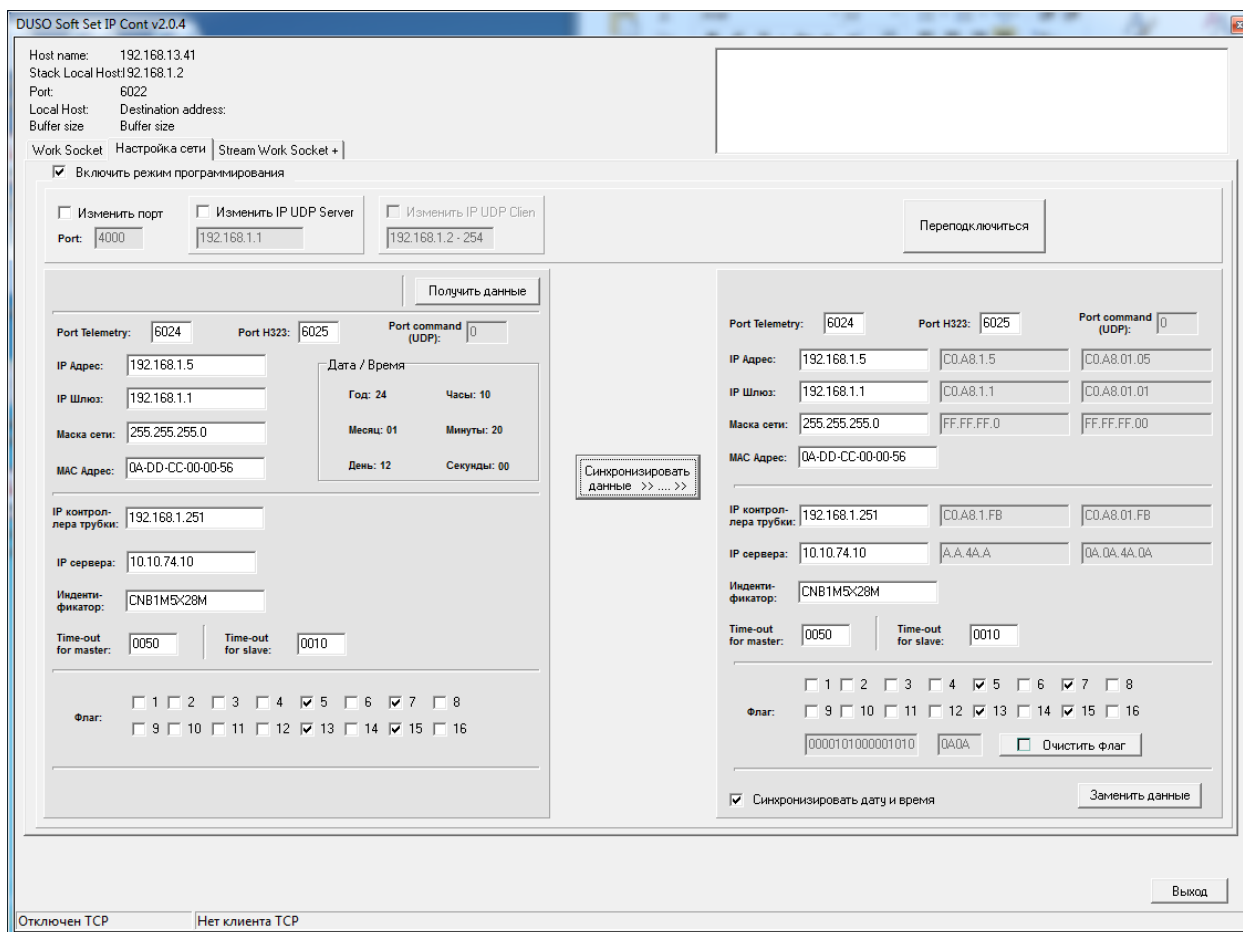 DUSO Soft Set IP Cont v2.0.4
Host name: 192.168.13.41
Stack Local Host:192.168.1.2
Port: 6022
Local Host: Destination address:
Buffer size Buffer size
Work Socket Настройка сети Stream Work Socket +
Включить режим программирования
Изменить порт Изменить IP UDP Server Изменить IP UDP Clien
Port: 4000 192.168.1.1 192.168.1.2 - 254
Переподключиться
Получить данные
Port Telemetry: 6024 Port H323: 6025 Port command (UDP): 0
IP Адрес: 192.168.1.5
IP Шлюз: 192.168.1.1
Маска сети: 255.255.255.0
MAC Адрес: 0A-DD-CC-00-00-56
Дата / Время
Год: 24 Часы: 10
Месяц: 01 Минуты: 20
День: 12 Секунды: 00
IP контрол-
лера трубки: 192.168.1.251
IP сервера: 10.10.74.10
Инденти-
фикатор: CNB1M5X28M
Time-out
for master: 0050
Time-out
for slave: 0010
1 2 3 4 5 6 7 8
Флаг:
9 10 11 12 13 14 15 16
Синхронизировать
данные >> .... >>
Port Telemetry: 6024 Port H323: 6025 Port command (UDP): 0
IP Адрес: 192.168.1.5 C0.A8.1.5 C0.A8.01.05
IP Шлюз: 192.168.1.1 C0.A8.1.1 C0.A8.01.01
Маска сети: 255.255.255.0 FF.FF.FF.0 FF.FF.FF.00
MAC Адрес: 0A-DD-CC-00-00-56
IP контрол-
лера трубки: 192.168.1.251 C0.A8.1.FB C0.A8.01.FB
IP сервера: 10.10.74.10 A.A.4A.A 0A.0A.4A.0A
Инденти-
фикатор: CNB1M5X28M
Time-out
for master: 0050
Time-out
for slave: 0010
1 2 3 4 5 6 7 8
Флаг: 9 10 11 12 13 14 15 16
0000101000001010 0A0A Очистить флаг
Синхронизировать дату и время Заменить данные
Выход
Отключен TCP Нет клиента TCP